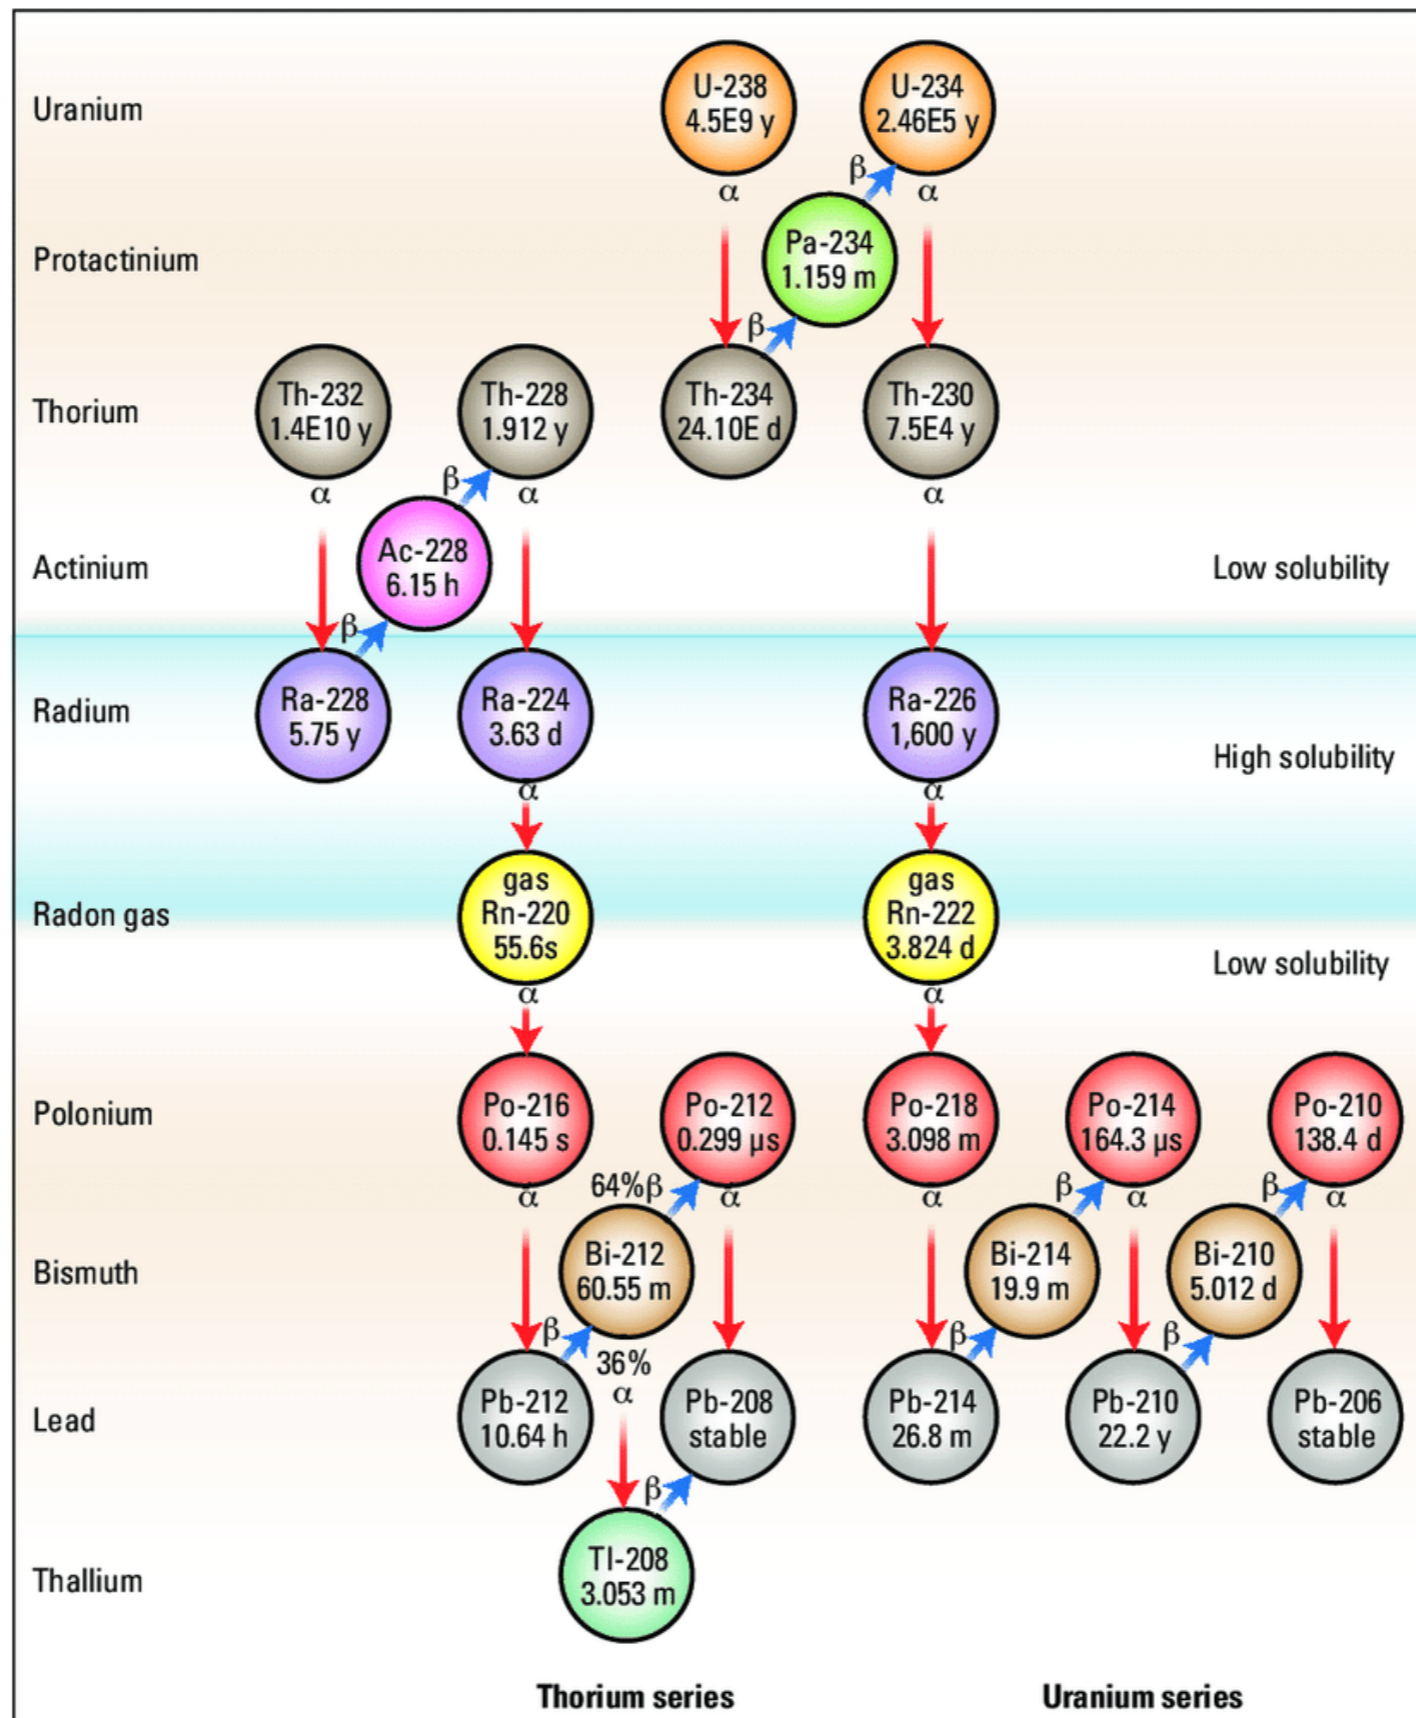 Uranium
U-238
4.5E9 y
α
U-234
2.46E5 y
α
β
Protactinium
Pa-234
1.159 m
β
Thorium
Th-232
1.4E10 y
α
Th-228
1.912 y
α
Th-234
24.10E d
Th-230
7.5E4 y
α
β
Actinium
Ac-228
6.15 h
Low solubility
β
Radium
Ra-228
5.75 y
Ra-224
3.63 d
α
Ra-226
1,600 y
α
High solubility
Radon gas
gas
Rn-220
55.6s
α
gas
Rn-222
3.824 d
α
Low solubility
Polonium
Po-216
0.145 s
α
Po-212
0.299 µs
α
Po-218
3.098 m
α
Po-214
164.3 µs
α
Po-210
138.4 d
α
64%β
β
β
Bismuth
Bi-212
60.55 m
Bi-214
19.9 m
Bi-210
5.012 d
β
36%
α
β
β
Lead
Pb-212
10.64 h
Pb-208
stable
Pb-214
26.8 m
Pb-210
22.2 y
Pb-206
stable
β
Thallium
Tl-208
3.053 m
Thorium series
Uranium series